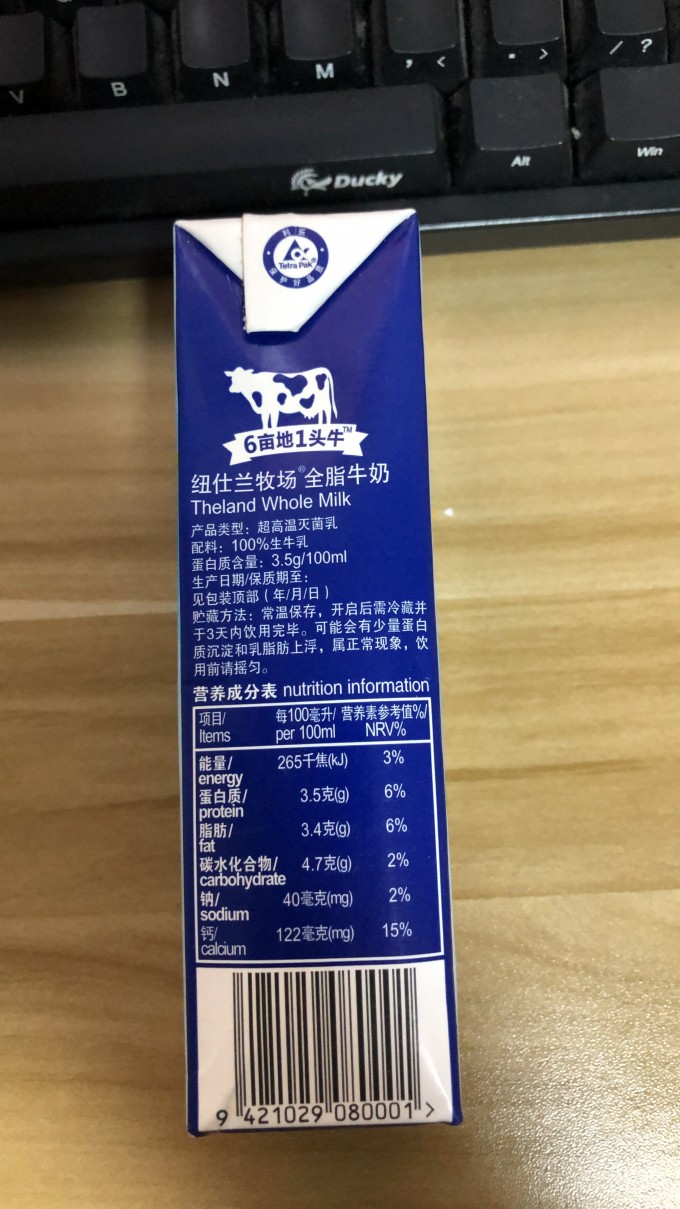 V B N M , < . > / ?
Ducky Alt Win
利乐
Tetra Pak®
保护好品质
6亩地1头牛™
纽仕兰牧场®全脂牛奶
Theland Whole Milk
产品类型：超高温灭菌乳
配料：100%生牛乳
蛋白质含量：3.5g/100ml
生产日期/保质期至：
见包装顶部（年/月/日）
贮藏方法：常温保存，开启后需冷藏并
于3天内饮用完毕。可能会有少量蛋白
质沉淀和乳脂肪上浮，属正常现象，饮
用前请摇匀。
营养成分表 nutrition information
项目/ 每100毫升/ 营养素参考值%/
Items per 100ml NRV%
能量/ 265千焦(kJ) 3%
energy
蛋白质/ 3.5克(g) 6%
protein
脂肪/ 3.4克(g) 6%
fat
碳水化合物/ 4.7克(g) 2%
carbohydrate
钠/ 40毫克(mg) 2%
sodium
钙/ 122毫克(mg) 15%
calcium
9 421029 080001 >